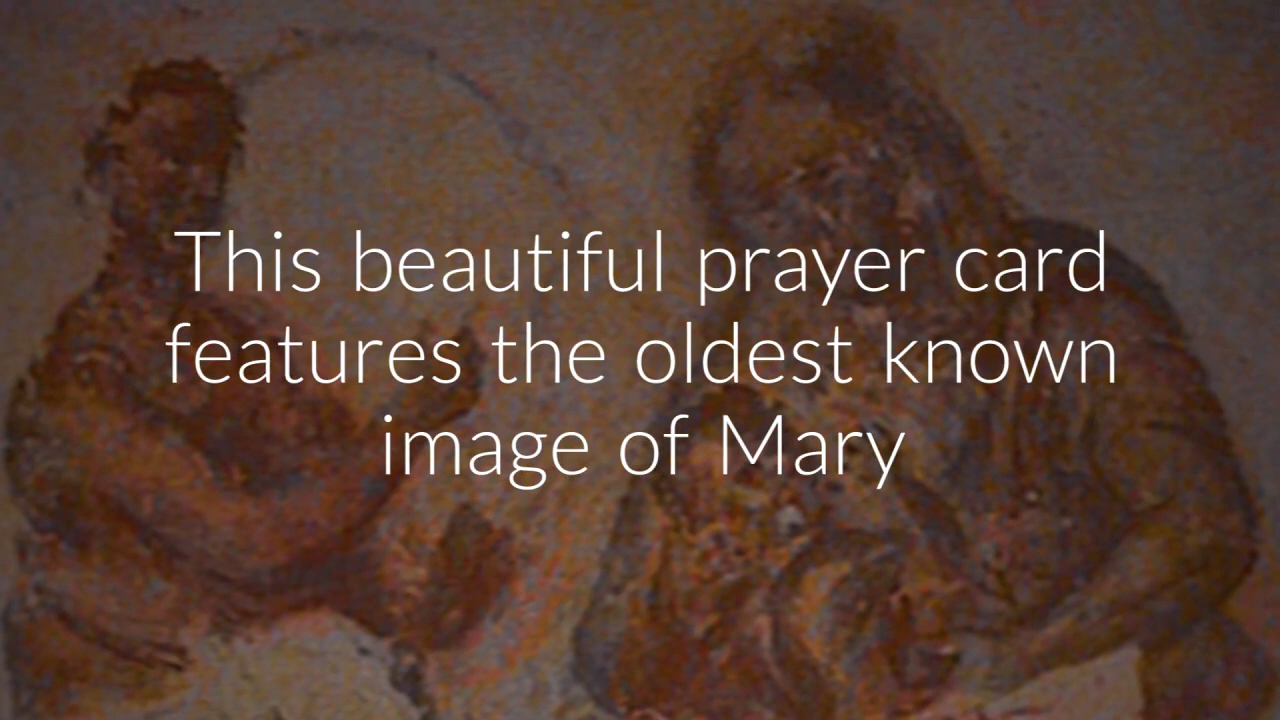 This beautiful prayer card
features the oldest known
image of Mary